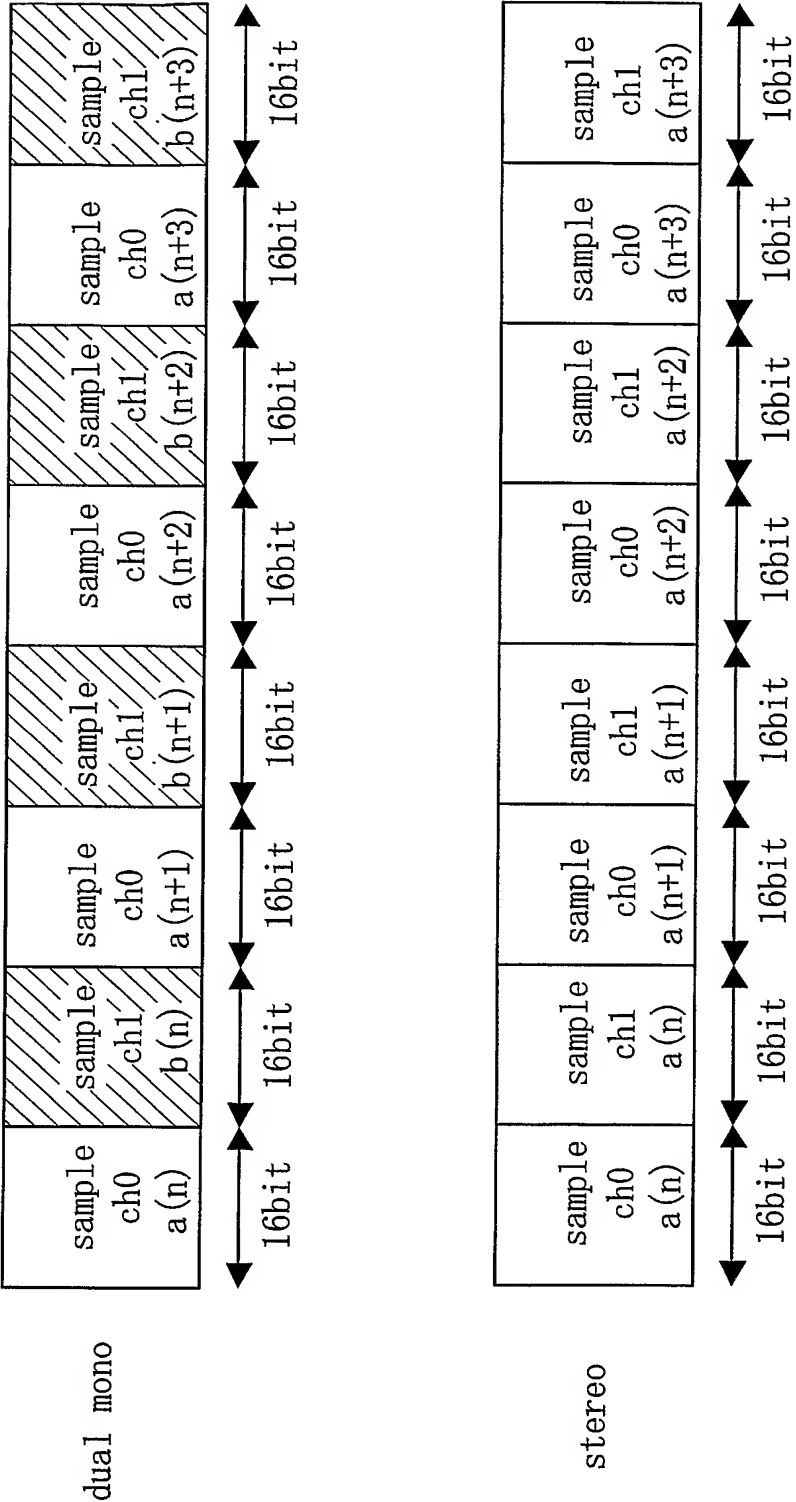 dual mono
sample
ch0
a(n)
sample
ch1
b(n)
sample
ch0
a(n+1)
sample
ch1
b(n+1)
sample
ch0
a(n+2)
sample
ch1
b(n+2)
sample
ch0
a(n+3)
sample
ch1
b(n+3)
16bit
16bit
16bit
16bit
16bit
16bit
16bit
16bit
stereo
sample
ch0
a(n)
sample
ch1
a(n)
sample
ch0
a(n+1)
sample
ch1
a(n+1)
sample
ch0
a(n+2)
sample
ch1
a(n+2)
sample
ch0
a(n+3)
sample
ch1
a(n+3)
16bit
16bit
16bit
16bit
16bit
16bit
16bit
16bit